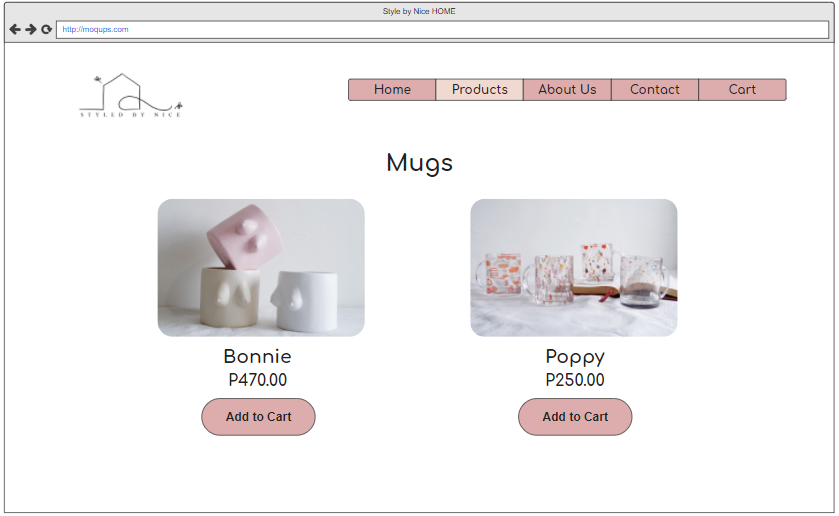 Style by Nice HOME
http://moqups.com
STYLED BY NICE
Home Products About Us Contact Cart
Mugs
Bonnie
P470.00
Add to Cart
Poppy
P250.00
Add to Cart